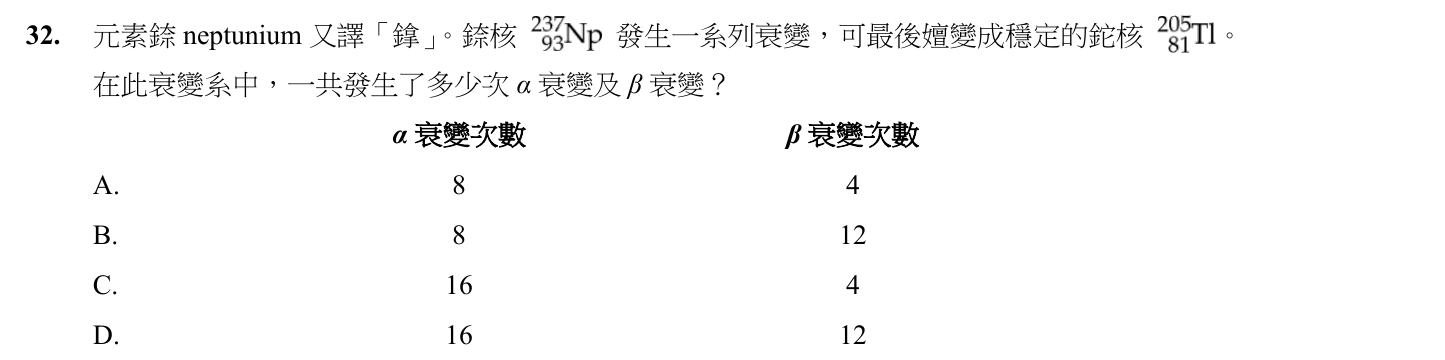 32. 元素錼 neptunium 又譯「鎿」。錼核 ²³⁷₉₃Np 發生一系列衰變,可最後嬗變成穩定的鉈核 ²⁰⁵₈₁Tl。
在此衰變系中,一共發生了多少次 α 衰變及 β 衰變?
α 衰變次數 β 衰變次數
A. 8 4
B. 8 12
C. 16 4
D. 16 12